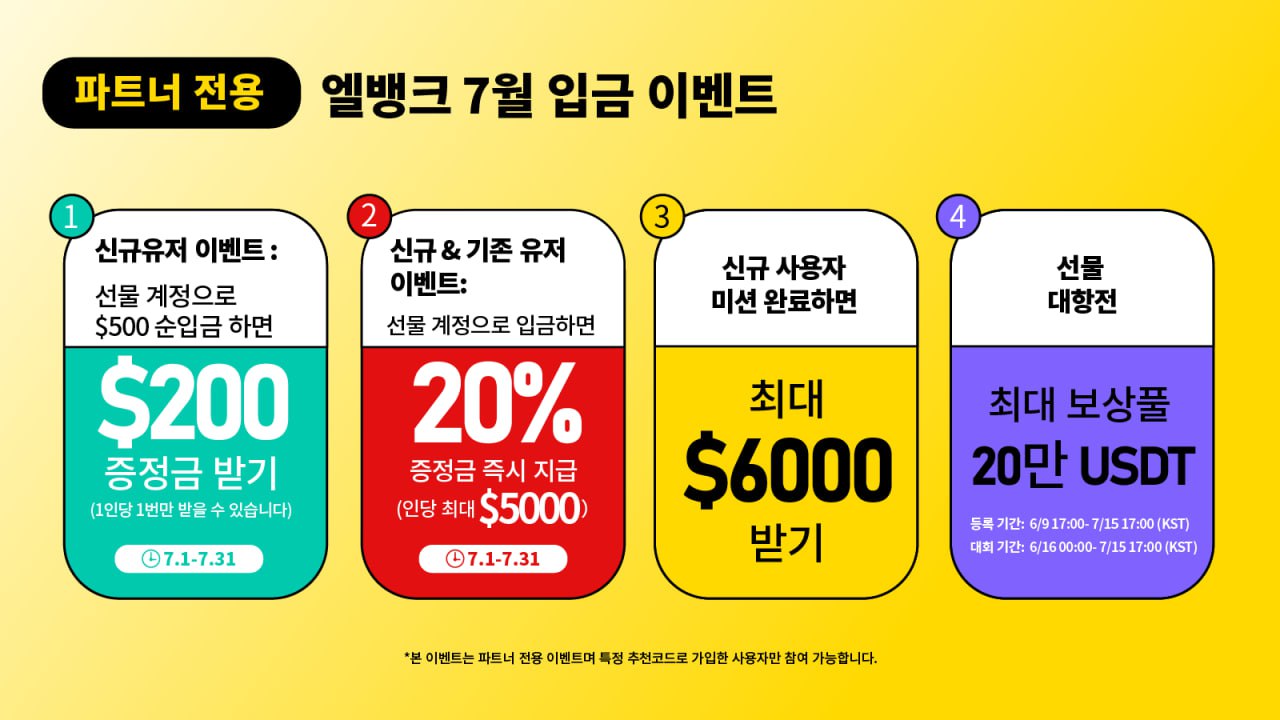 파트너 전용
엘뱅크 7월 입금 이벤트
1
신규유저 이벤트 :
선물 계정으로
$500 순입금 하면
$200
증정금 받기
(1인당 1번만 받을 수 있습니다)
7.1-7.31
2
신규 & 기존 유저
이벤트:
선물 계정으로 입금하면
20%
증정금 즉시 지급
(인당 최대 $5000)
7.1-7.31
3
신규 사용자
미션 완료하면
최대
$6000
받기
4
선물
대항전
최대 보상풀
20만 USDT
등록 기간: 6/9 17:00- 7/15 17:00 (KST)
대회 기간: 6/16 00:00- 7/15 17:00 (KST)
*본 이벤트는 파트너 전용 이벤트며 특정 추천코드로 가입한 사용자만 참여 가능합니다.